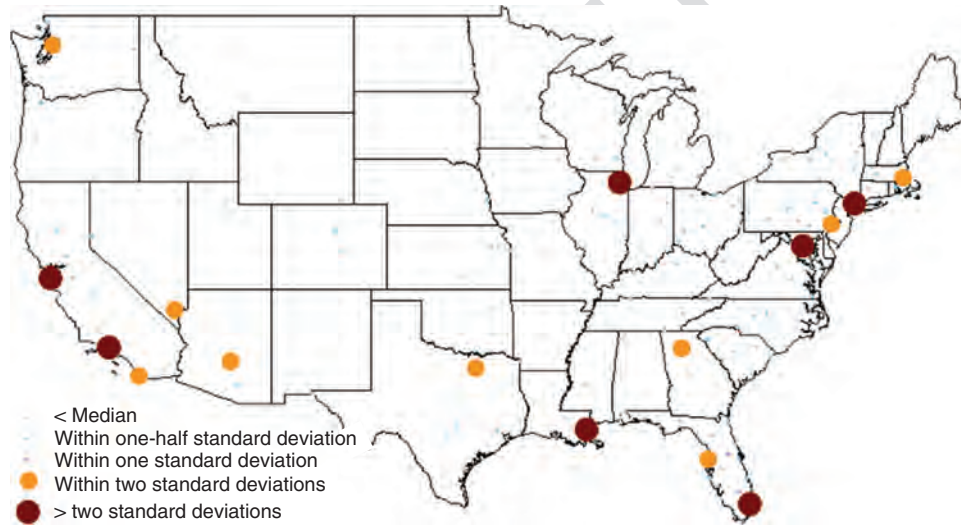 < Median
Within one-half standard deviation
Within one standard deviation
Within two standard deviations
> two standard deviations